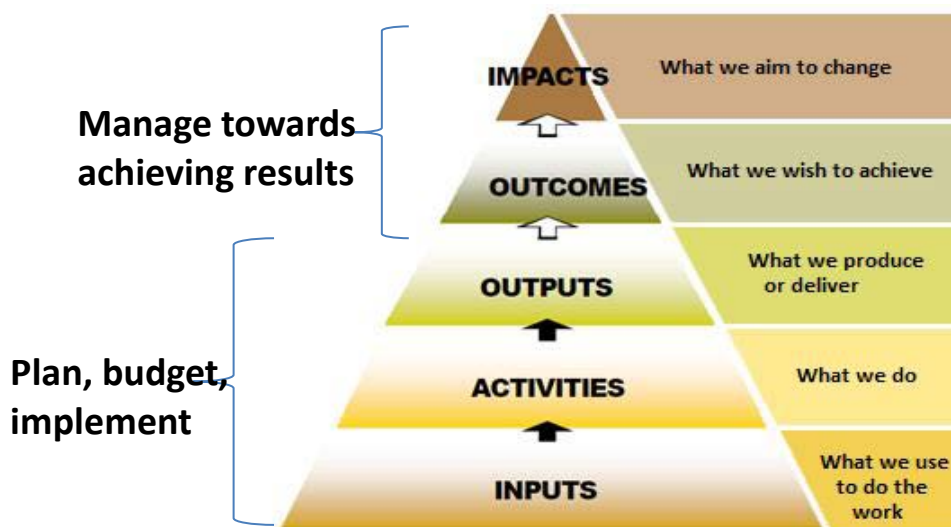 IMPACTS
What we aim to change
Manage towards
achieving results
OUTCOMES
What we wish to achieve
OUTPUTS
What we produce
or deliver
Plan, budget,
implement
ACTIVITIES
What we do
INPUTS
What we use
to do the
work